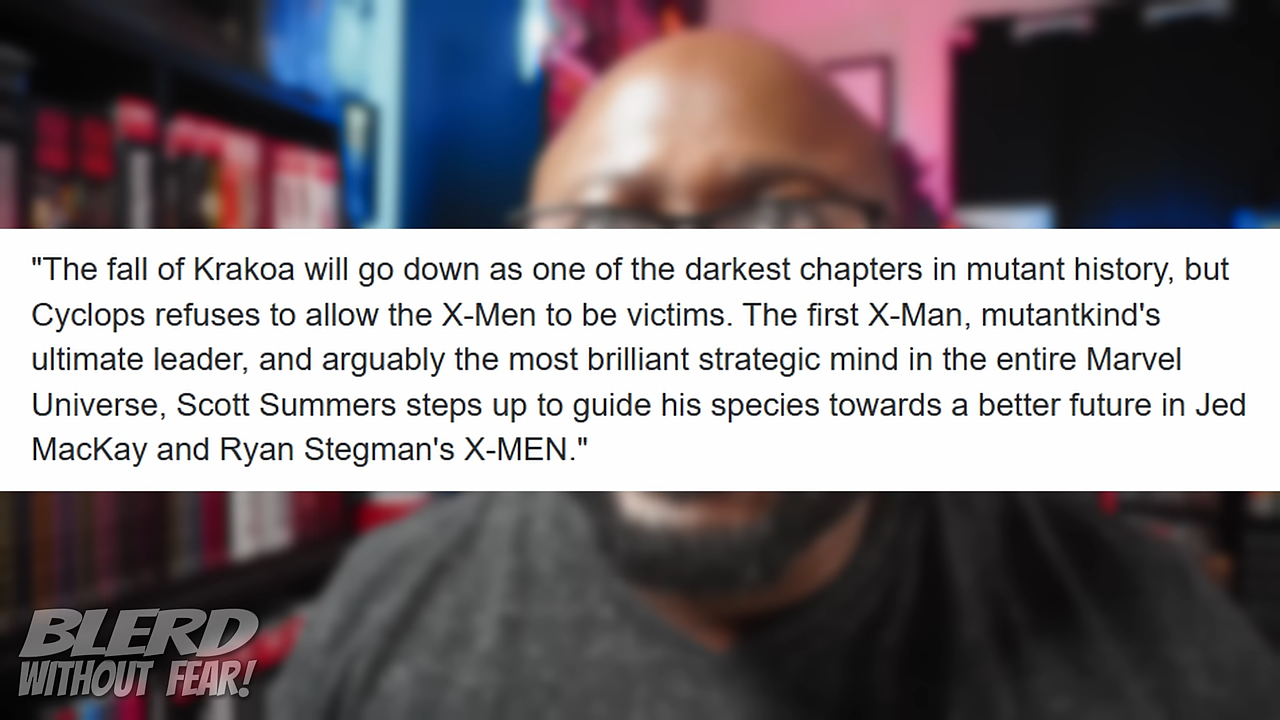 "The fall of Krakoa will go down as one of the darkest chapters in mutant history, but
Cyclops refuses to allow the X-Men to be victims. The first X-Man, mutantkind's
ultimate leader, and arguably the most brilliant strategic mind in the entire Marvel
Universe, Scott Summers steps up to guide his species towards a better future in Jed
MacKay and Ryan Stegman's X-MEN."
BLERD
WITHOUT FEAR!